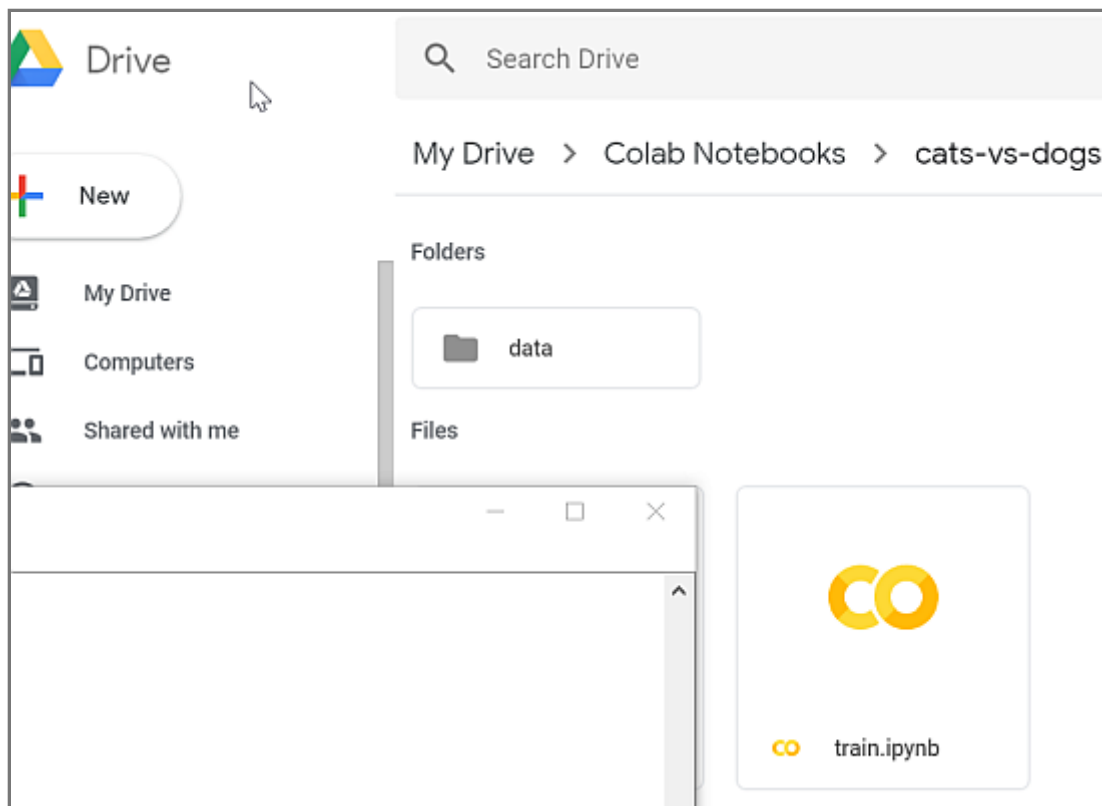 Drive
Search Drive
My Drive > Colab Notebooks > cats-vs-dogs
New
Folders
My Drive
data
Computers
Shared with me
Files
train.ipynb